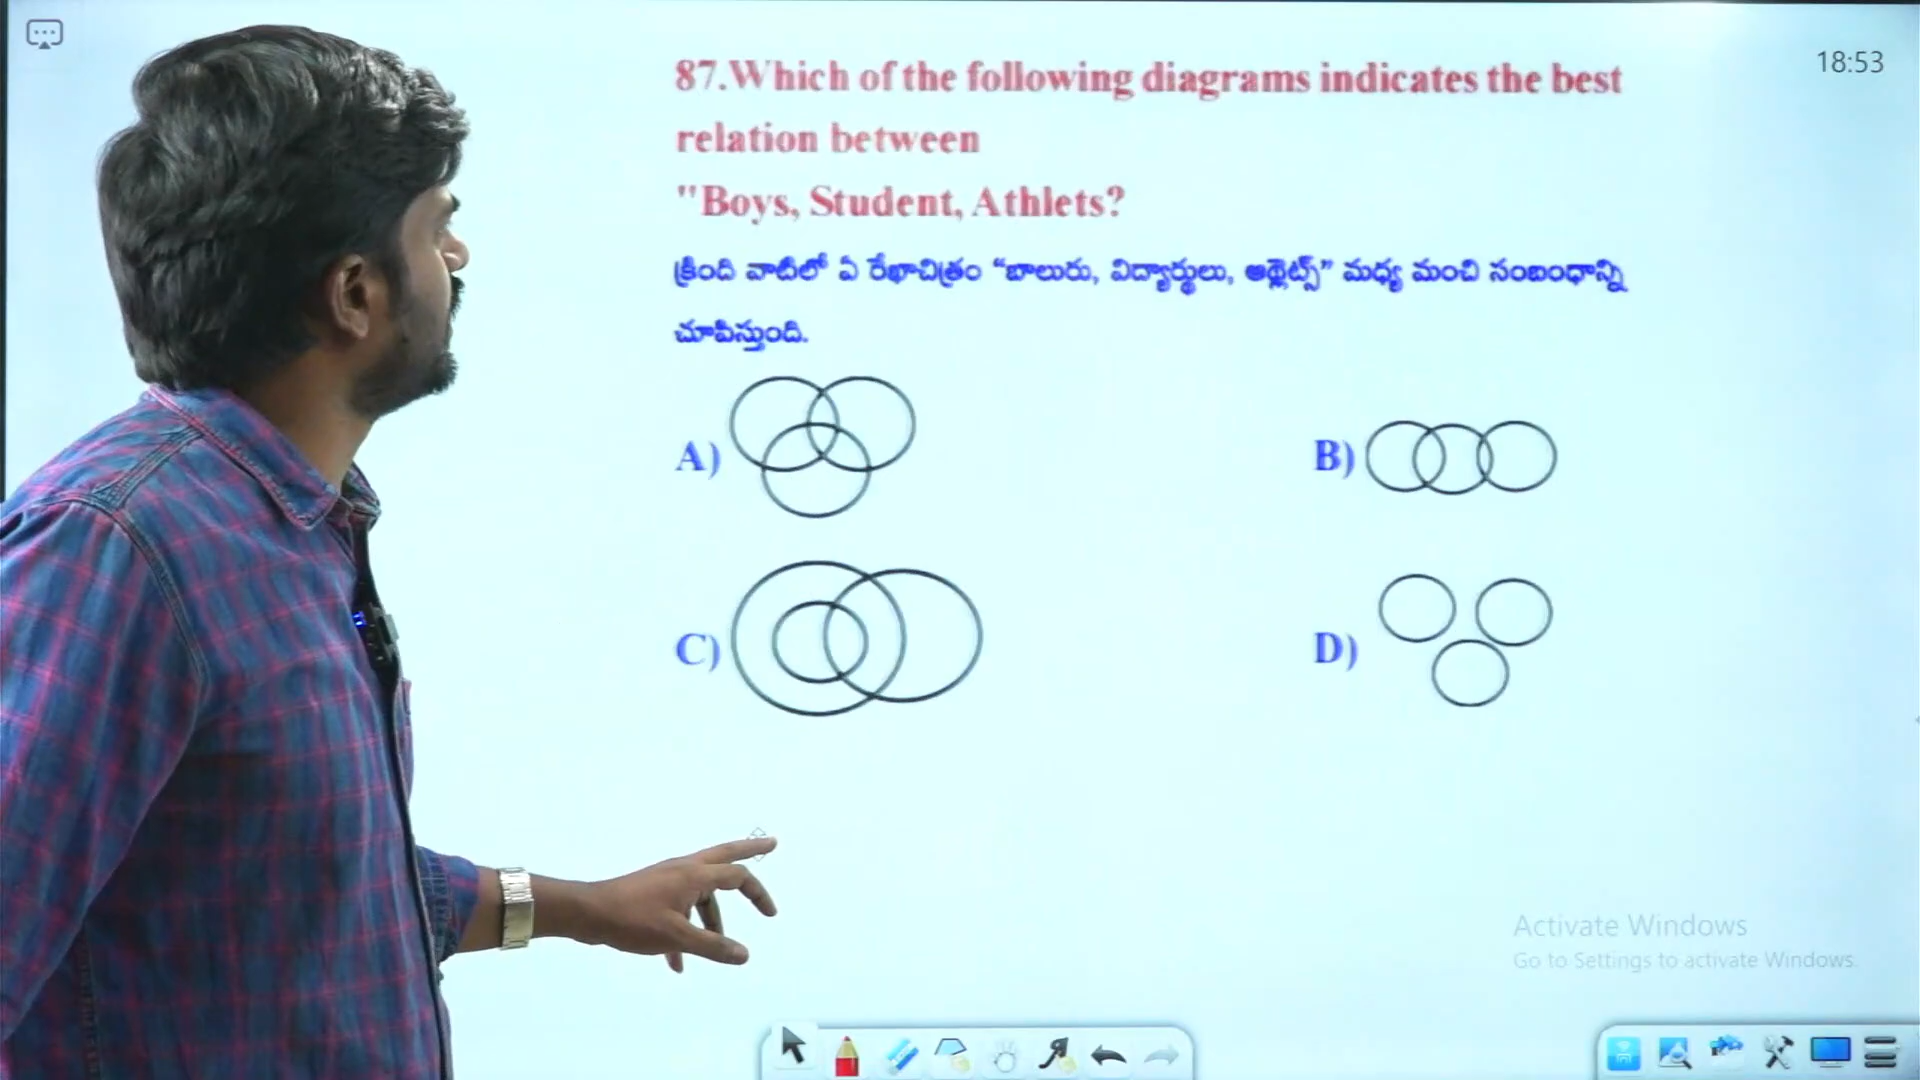 18:53
87.Which of the following diagrams indicates the best
relation between
"Boys, Student, Athlets?
క్రింది వాటిలో ఏ రేఖాచిత్రం “బాలురు, విద్యార్థులు, ఆథ్లెట్స్” మధ్య మంచి సంబంధాన్ని
చూపిస్తుంది.
A)
B)
C)
D)
Activate Windows
Go to Settings to activate Windows.